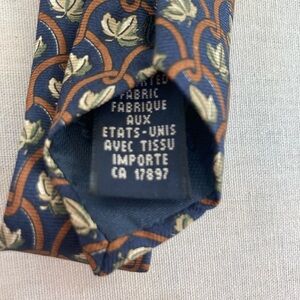 FABRIC
FABRIQUE
AUX
ETATS-UNIS
AVEC TISSU
IMPORTE
CA 17897